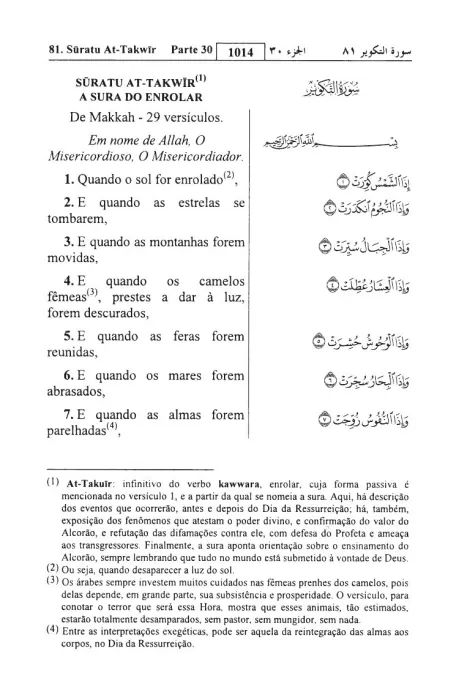 81. Sūratu At-Takwīr Parte 30 1014 الجزء ٣٠ سورة التكوير ٨١
SŪRATU AT-TAKWĪR(1)
A SURA DO ENROLAR
De Makkah - 29 versículos.
Em nome de Allah, O
Misericordioso, O Misericordiador.
1. Quando o sol for enrolado(2),
2. E quando as estrelas se
tombarem,
3. E quando as montanhas forem
movidas,
4. E quando os camelos
fêmeas(3), prestes a dar à luz,
forem descurados,
5. E quando as feras forem
reunidas,
6. E quando os mares forem
abrasados,
7. E quando as almas forem
parelhadas(4),
سُورَةُ التَّكْوِيرِ
بِسْمِ اللَّهِ الرَّحْمَٰنِ الرَّحِيمِ
إِذَا الشَّمْسُ كُوِّرَتْ ١
وَإِذَا النُّجُومُ انكَدَرَتْ ٢
وَإِذَا الْجِبَالُ سُيِّرَتْ ٣
وَإِذَا الْعِشَارُ عُطِّلَتْ ٤
وَإِذَا الْوُحُوشُ حُشِرَتْ ٥
وَإِذَا الْبِحَارُ سُجِّرَتْ ٦
وَإِذَا النُّفُوسُ زُوِّجَتْ ٧
(1) At-Takuīr: infinitivo do verbo kawwara, enrolar, cuja forma passiva é
mencionada no versículo 1, e a partir da qual se nomeia a sura. Aqui, há descrição
dos eventos que ocorrerão, antes e depois do Dia da Ressurreição; há, também,
exposição dos fenômenos que atestam o poder divino, e confirmação do valor do
Alcorão, e refutação das difamações contra ele, com defesa do Profeta e ameaça
aos transgressores. Finalmente, a sura aponta orientação sobre o ensinamento do
Alcorão, sempre lembrando que tudo no mundo está submetido à vontade de Deus.
(2) Ou seja, quando desaparecer a luz do sol.
(3) Os árabes sempre investem muitos cuidados nas fêmeas prenhes dos camelos, pois
delas depende, em grande parte, sua subsistência e prosperidade. O versículo, para
conotar o terror que será essa Hora, mostra que esses animais, tão estimados,
estarão totalmente desamparados, sem pastor, sem mungidor, sem nada.
(4) Entre as interpretações exegéticas, pode ser aquela da reintegração das almas aos
corpos, no Dia da Ressurreição.